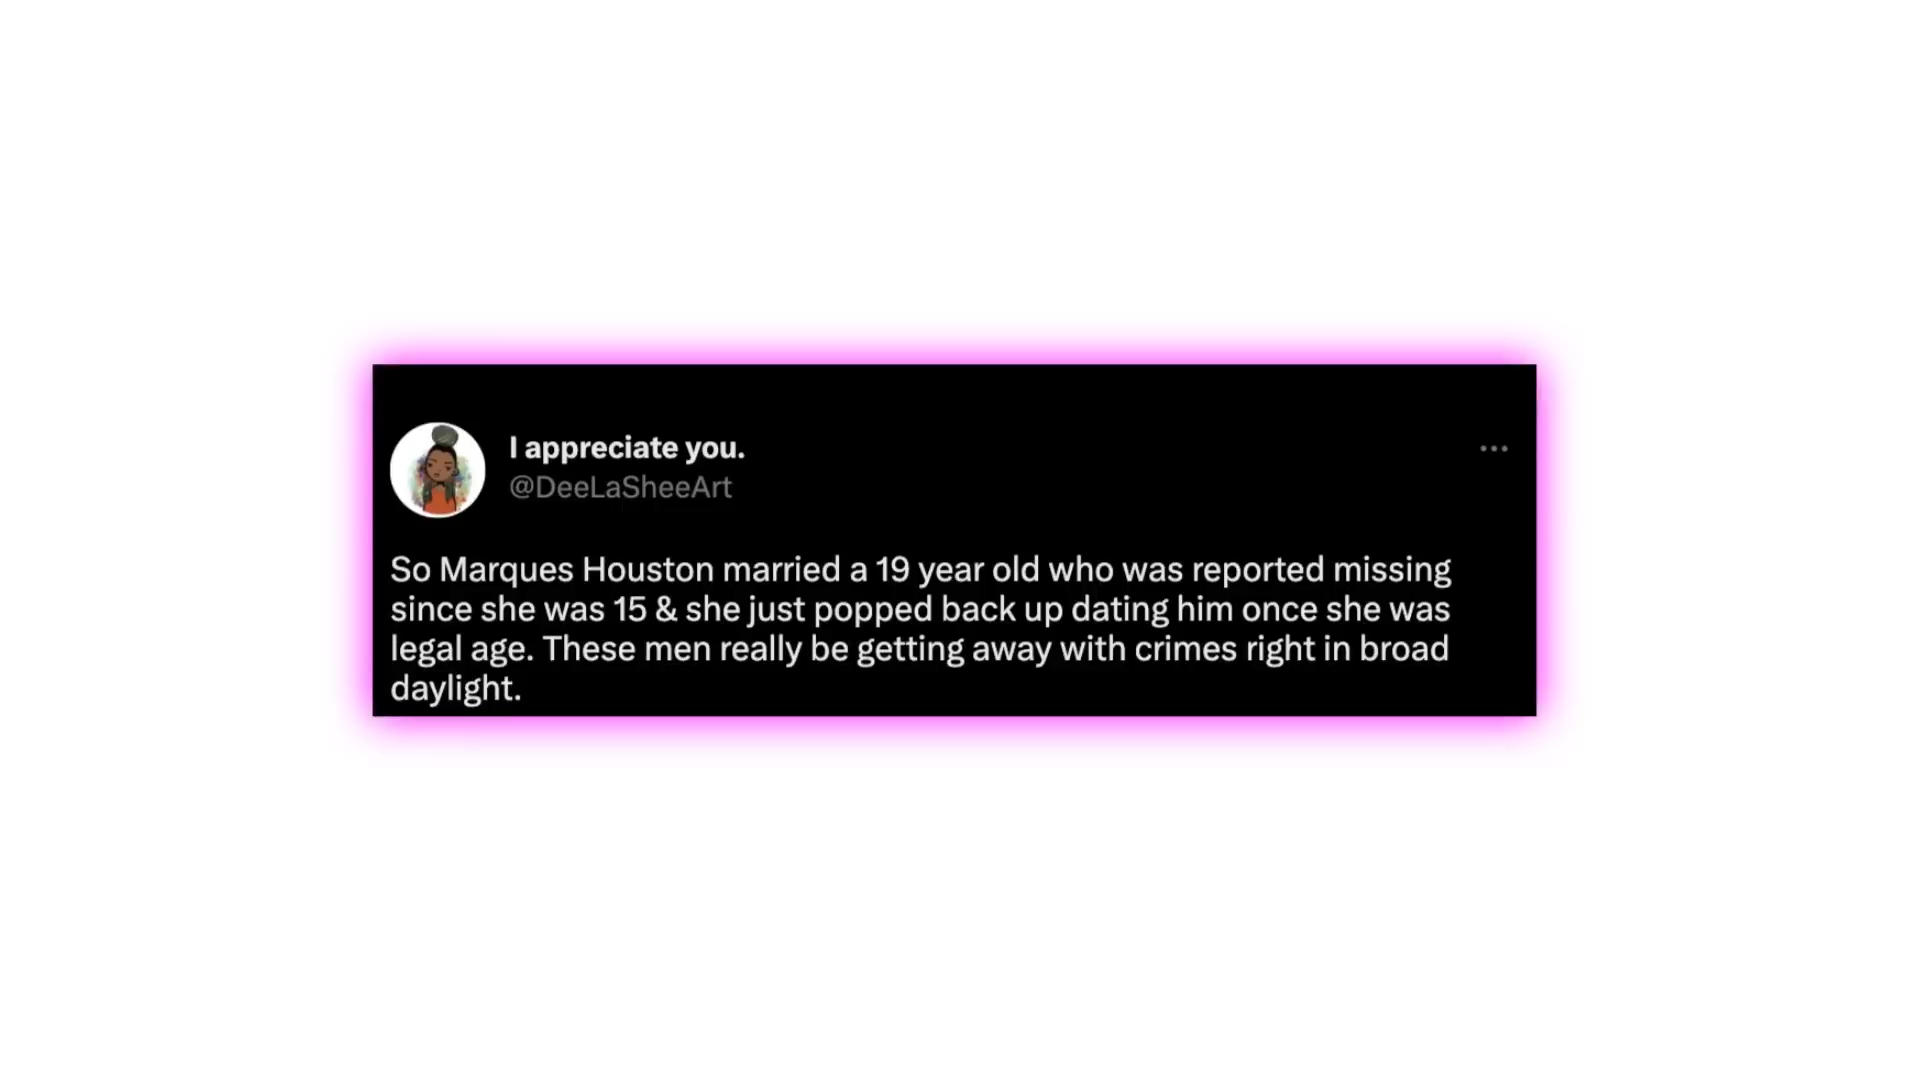 I appreciate you.
@DeeLaSheeArt
So Marques Houston married a 19 year old who was reported missing
since she was 15 & she just popped back up dating him once she was
legal age. These men really be getting away with crimes right in broad
daylight.